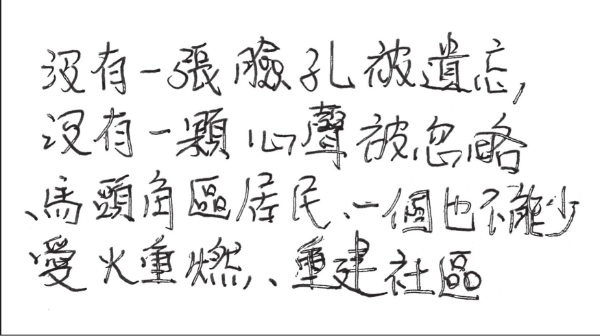 沒有一張臉孔被遺忘,
沒有一顆心聲被忽略
、馬頭角區居民、一個也不能少
愛火重燃、、重建社區